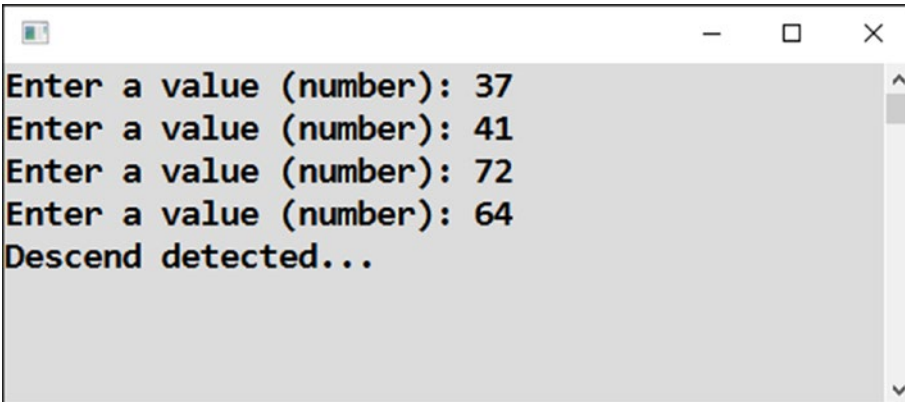 Enter a value (number): 37
Enter a value (number): 41
Enter a value (number): 72
Enter a value (number): 64
Descend detected...